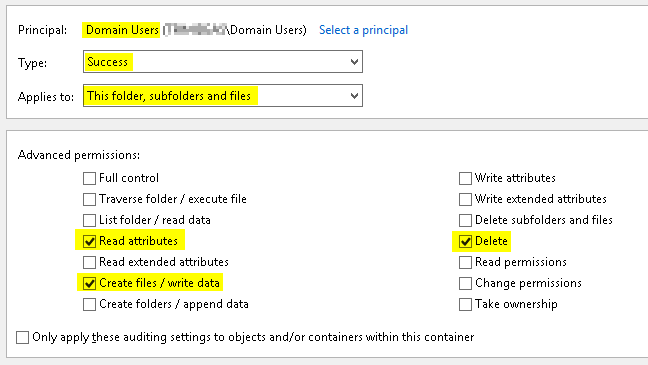 Principal: Domain Users ( \Domain Users) Select a principal
Type: Success
Applies to: This folder, subfolders and files
Advanced permissions:
Full control
Traverse folder / execute file
List folder / read data
Read attributes
Read extended attributes
Create files / write data
Create folders / append data
Write attributes
Write extended attributes
Delete subfolders and files
Delete
Read permissions
Change permissions
Take ownership
Only apply these auditing settings to objects and/or containers within this container